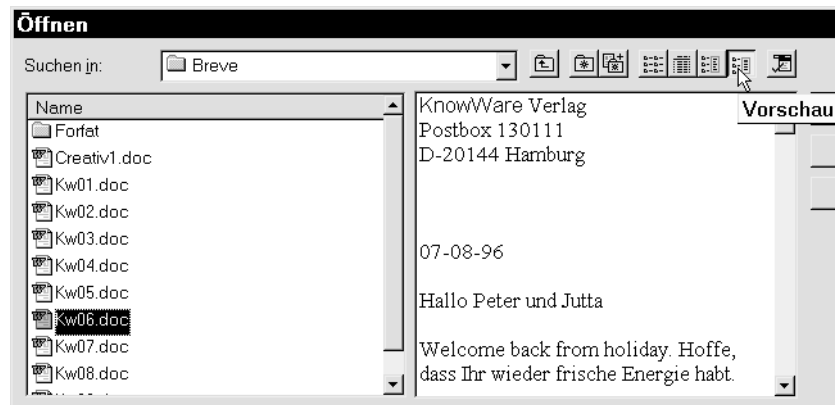 Öffnen
Suchen in: Breve
Vorschau
Name
Forfat
Creativ1.doc
Kw01.doc
Kw02.doc
Kw03.doc
Kw04.doc
Kw05.doc
Kw06.doc
Kw07.doc
Kw08.doc
KnowWare Verlag
Postbox 130111
D-20144 Hamburg
07-08-96
Hallo Peter und Jutta
Welcome back from holiday. Hoffe,
dass Ihr wieder frische Energie habt.